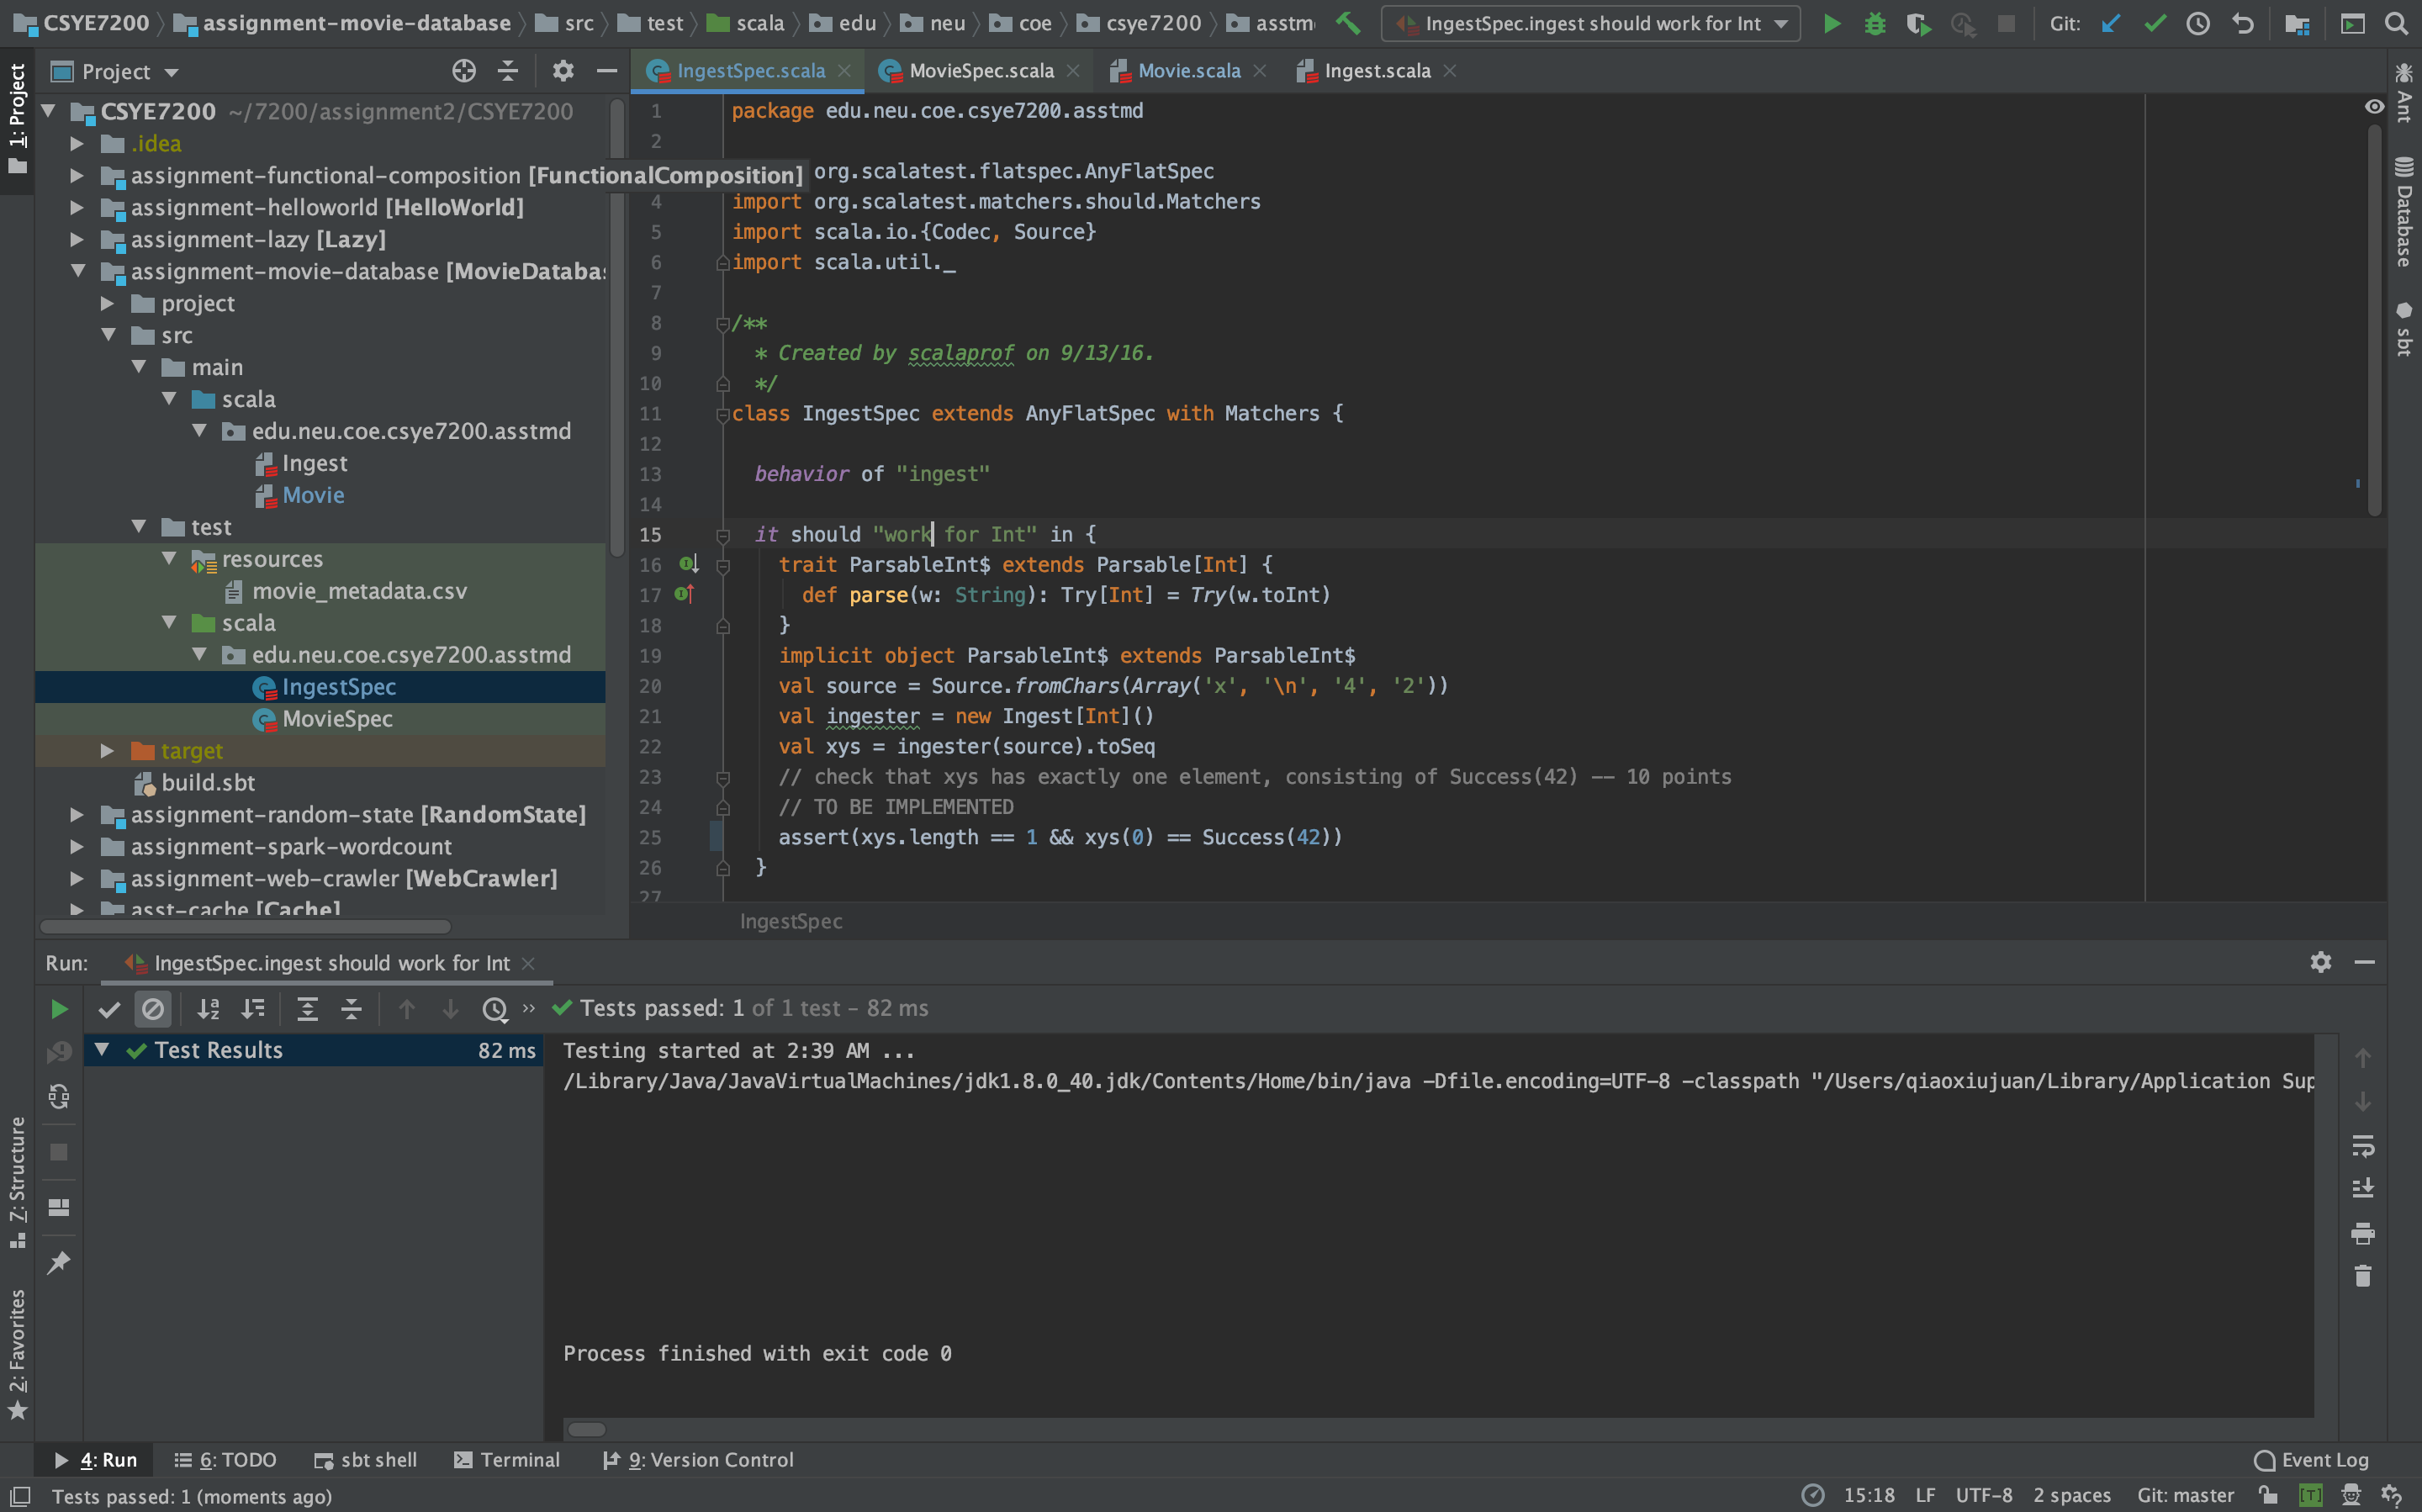 CSYE7200 assignment-movie-database src test scala edu neu coe csye7200 asstm IngestSpec.ingest should work for Int Git:
1: Project
Project
IngestSpec.scala MovieSpec.scala Movie.scala Ingest.scala
CSYE7200 ~/7200/assignment2/CSYE7200
.idea
assignment-functional-composition [FunctionalComposition]
assignment-helloworld [HelloWorld]
assignment-lazy [Lazy]
assignment-movie-database [MovieDataba
project
src
main
scala
edu.neu.coe.csye7200.asstmd
Ingest
Movie
test
resources
movie_metadata.csv
scala
edu.neu.coe.csye7200.asstmd
IngestSpec
MovieSpec
target
build.sbt
assignment-random-state [RandomState]
assignment-spark-wordcount
assignment-web-crawler [WebCrawler]
asst-cache [Cache]
1 package edu.neu.coe.csye7200.asstmd
2
org.scalatest.flatspec.AnyFlatSpec
4 import org.scalatest.matchers.should.Matchers
5 import scala.io.{Codec, Source}
6 import scala.util._
7
8 /**
9 * Created by scalaprof on 9/13/16.
10 */
11 class IngestSpec extends AnyFlatSpec with Matchers {
12
13 behavior of "ingest"
14
15 it should "work for Int" in {
16 trait ParsableInt$ extends Parsable[Int] {
17 def parse(w: String): Try[Int] = Try(w.toInt)
18 }
19 implicit object ParsableInt$ extends ParsableInt$
20 val source = Source.fromChars(Array('x', '\n', '4', '2'))
21 val ingester = new Ingest[Int]()
22 val xys = ingester(source).toSeq
23 // check that xys has exactly one element, consisting of Success(42) -- 10 points
24 // TO BE IMPLEMENTED
25 assert(xys.length == 1 && xys(0) == Success(42))
26 }
27
IngestSpec
Ant
Database
sbt
Run: IngestSpec.ingest should work for Int
Tests passed: 1 of 1 test – 82 ms
Test Results 82 ms
Testing started at 2:39 AM ...
/Library/Java/JavaVirtualMachines/jdk1.8.0_40.jdk/Contents/Home/bin/java -Dfile.encoding=UTF-8 -classpath "/Users/qiaoxiujuan/Library/Application Sup
Process finished with exit code 0
7: Structure
2: Favorites
4: Run 6: TODO sbt shell Terminal 9: Version Control Event Log
Tests passed: 1 (moments ago) 15:18 LF UTF-8 2 spaces Git: master [T]